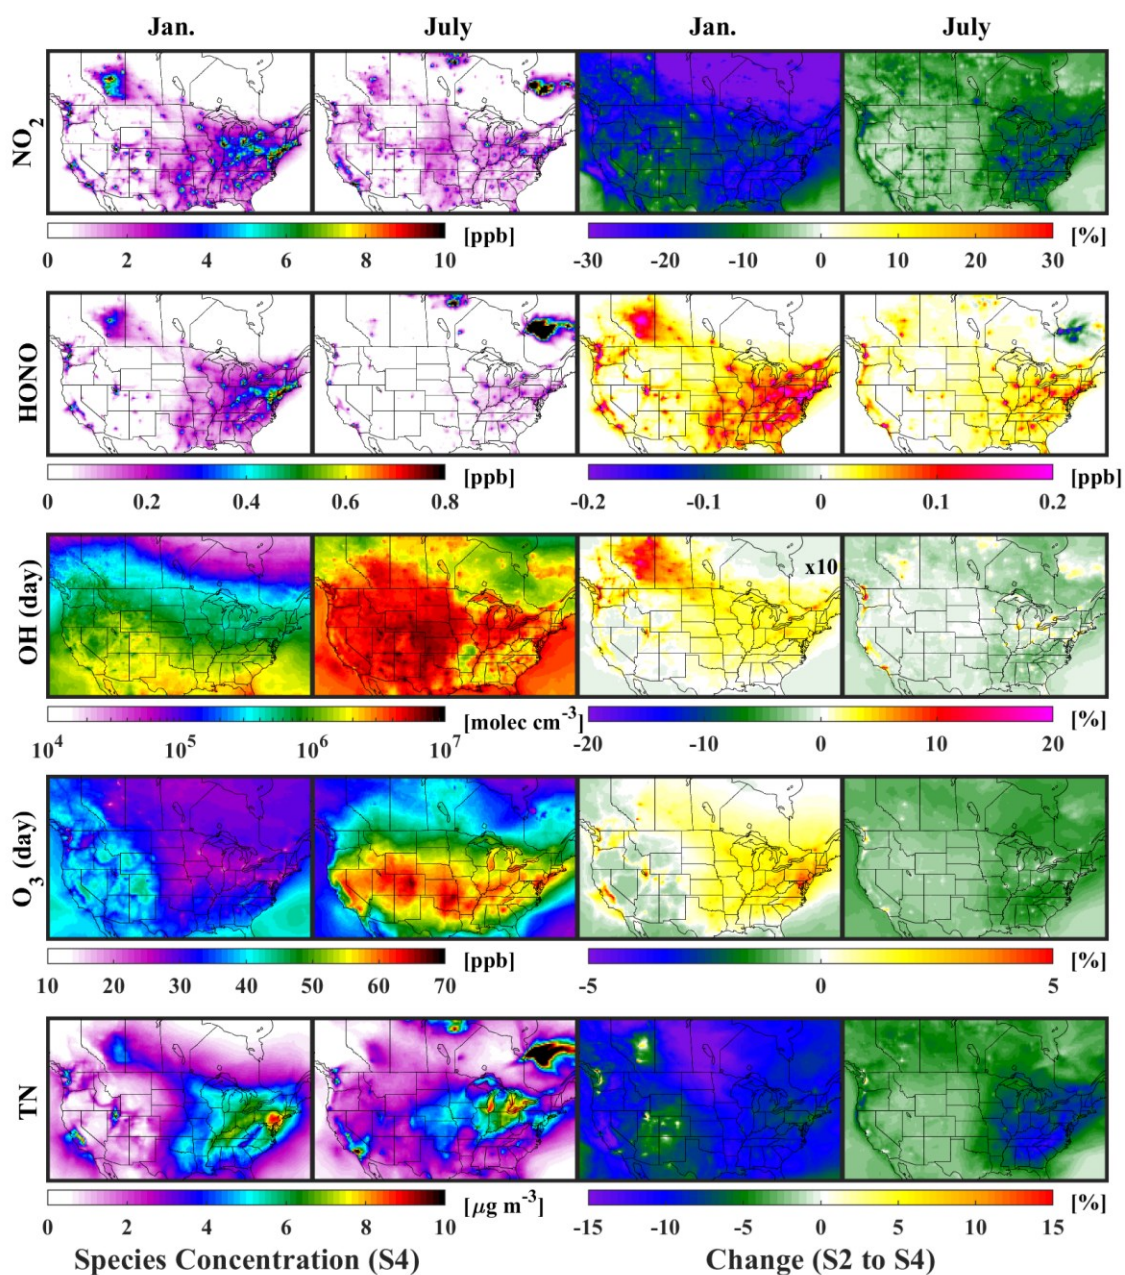 Jan. July Jan. July
NO2
[ppb] [%]
0 2 4 6 8 10 -30 -20 -10 0 10 20 30
HONO
[ppb] [ppb]
0 0.2 0.4 0.6 0.8 -0.2 -0.1 0 0.1 0.2
OH (day)
x10
[molec cm-3] [%]
10^4 10^5 10^6 10^7 -20 -10 0 10 20
O3 (day)
[ppb] [%]
10 20 30 40 50 60 70 -5 0 5
TN
[μg m-3] [%]
0 2 4 6 8 10 -15 -10 -5 0 5 10 15
Species Concentration (S4) Change (S2 to S4)